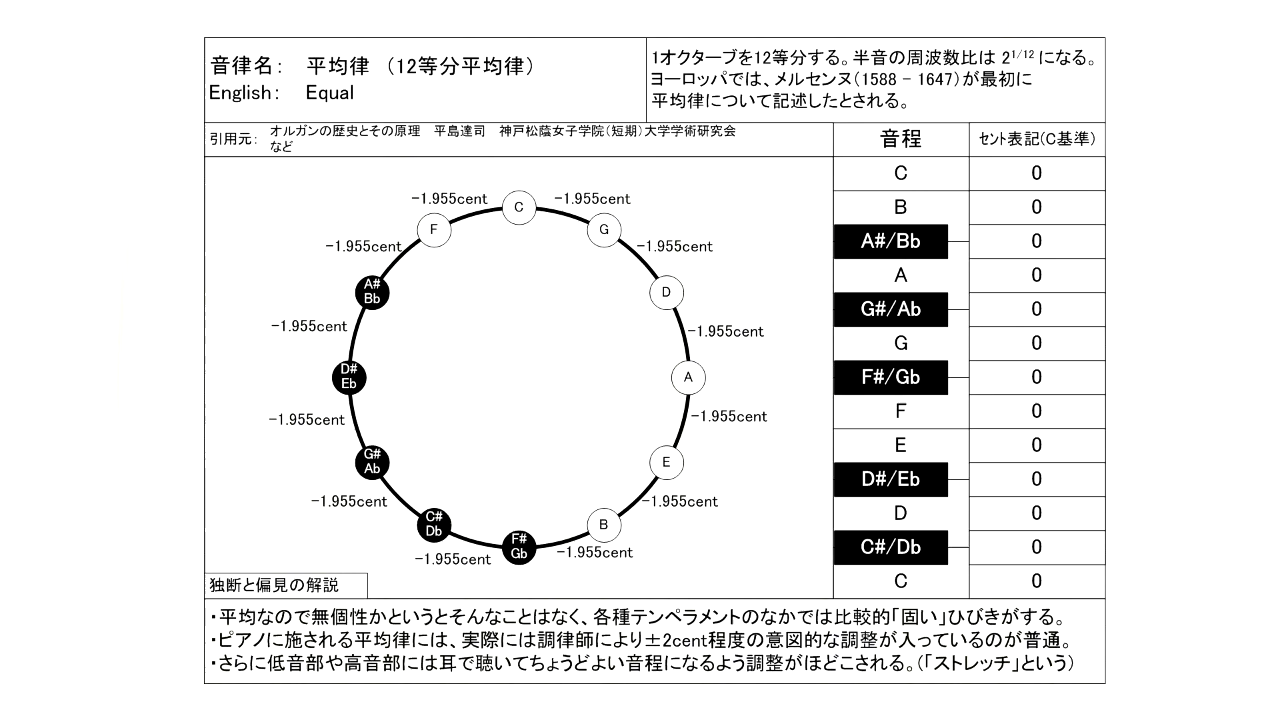 音律名： 平均律 （12等分平均律）
English： Equal
1オクターブを12等分する。半音の周波数比は 2^1/12 になる。
ヨーロッパでは、メルセンヌ（1588 − 1647）が最初に
平均律について記述したとされる。
引用元： オルガンの歴史とその原理 平島達司 神戸松蔭女子学院（短期）大学学術研究会
など
音程 セント表記(C基準)
C 0
B 0
A#/Bb 0
A 0
G#/Ab 0
G 0
F#/Gb 0
F 0
E 0
D#/Eb 0
D 0
C#/Db 0
C 0
−1.955cent
−1.955cent
C
F
G
−1.955cent
−1.955cent
A#
Bb
D
−1.955cent
−1.955cent
D#
Eb
A
−1.955cent
−1.955cent
G#
Ab
E
−1.955cent
−1.955cent
C#
Db
B
F#
Gb
−1.955cent
−1.955cent
独断と偏見の解説
・平均なので無個性かというとそんなことはなく、各種テンペラメントのなかでは比較的「固い」ひびきがする。
・ピアノに施される平均律には、実際には調律師により±2cent程度の意図的な調整が入っているのが普通。
・さらに低音部や高音部には耳で聴いてちょうどよい音程になるよう調整がほどこされる。（「ストレッチ」という）